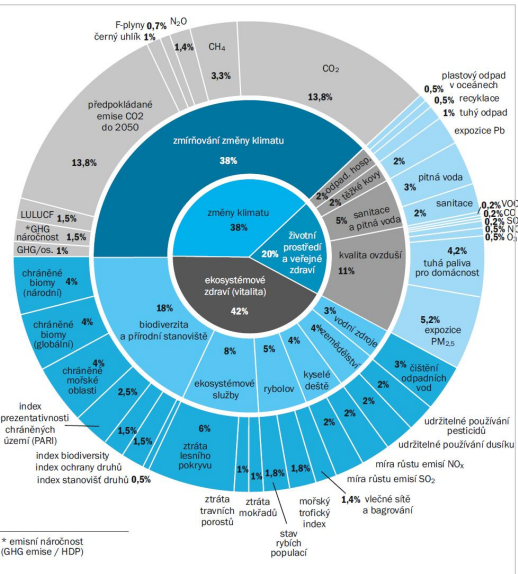 F-plyny 0,7%
N₂O
černý uhlík 1%
1,4%
CH₄
3,3%
CO₂
13,8%
předpokládané
emise CO2
do 2050
13,8%
0,5%
plastový odpad
v oceánech
0,5%
recyklace
1% tuhý odpad
expozice Pb
2%
pitná voda
3%
sanitace
2%
0,2% VOC
0,2% CO
0,2% SO
0,5% NO
0,5% O₃
4,2%
tuhá paliva
pro domácnost
5,2%
expozice
PM2,5
zmírňování změny klimatu
38%
2% odpad. hosp.
2% těžké kovy
5% sanitace
a pitná voda
kvalita ovzduší
11%
změny klimatu
38%
20%
životní
prostředí
a veřejné
zdraví
ekosystémové
zdraví (vitalita)
42%
LULUCF 1,5%
*GHG
náročnost 1,5%
GHG/os. 1%
chráněné
biomy
(národní) 4%
chráněné
biomy
(globální) 4%
4%
chráněné
mořské
oblasti
18%
biodiverzita
a přírodní stanoviště
8%
ekosystémové
služby
5%
rybolov
4%
kyselé
deště
4%
zemědělství
3%
vodní zdroje
3% čištění
odpadních
vod
2%
udržitelné používání
pesticidů
2%
udržitelné používání dusíku
2%
míra růstu emisí NOx
2%
míra růstu emisí SO₂
2,5%
index
prezentativnosti
chráněných
území (PARI)
1,5%
index biodiversity
1,5%
index ochrany druhů
index stanovišť druhů 0,5%
6%
ztráta
lesního
pokryvu
1%
ztráta
travních
porostů
1%
ztráta
mokřadů
1,8%
stav
rybích
populací
1,8%
mořský
trofický
index
1,4% vlečné sítě
a bagrování
* emisní náročnost
(GHG emise / HDP)